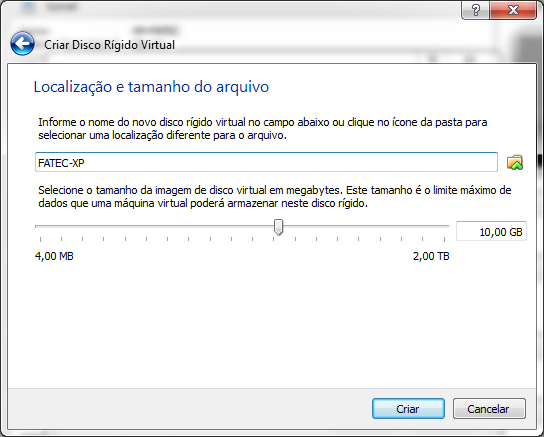 Criar Disco Rígido Virtual
Localização e tamanho do arquivo
Informe o nome do novo disco rígido virtual no campo abaixo ou clique no ícone da pasta para
selecionar uma localização diferente para o arquivo.
FATEC-XP
Selecione o tamanho da imagem de disco virtual em megabytes. Este tamanho é o limite máximo de
dados que uma máquina virtual poderá armazenar neste disco rígido.
10,00 GB
4,00 MB
2,00 TB
Criar
Cancelar